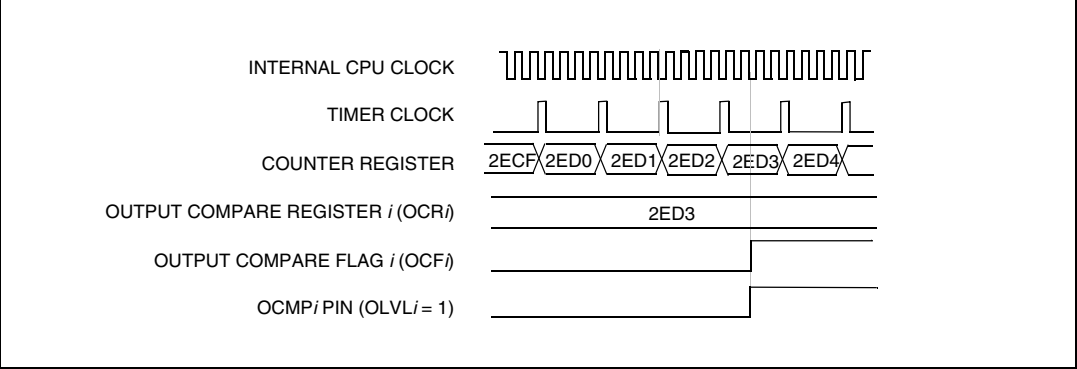 INTERNAL CPU CLOCK
TIMER CLOCK
COUNTER REGISTER 2ECF 2ED0 2ED1 2ED2 2ED3 2ED4
OUTPUT COMPARE REGISTER i (OCRi) 2ED3
OUTPUT COMPARE FLAG i (OCFi)
OCMPi PIN (OLVLi = 1)